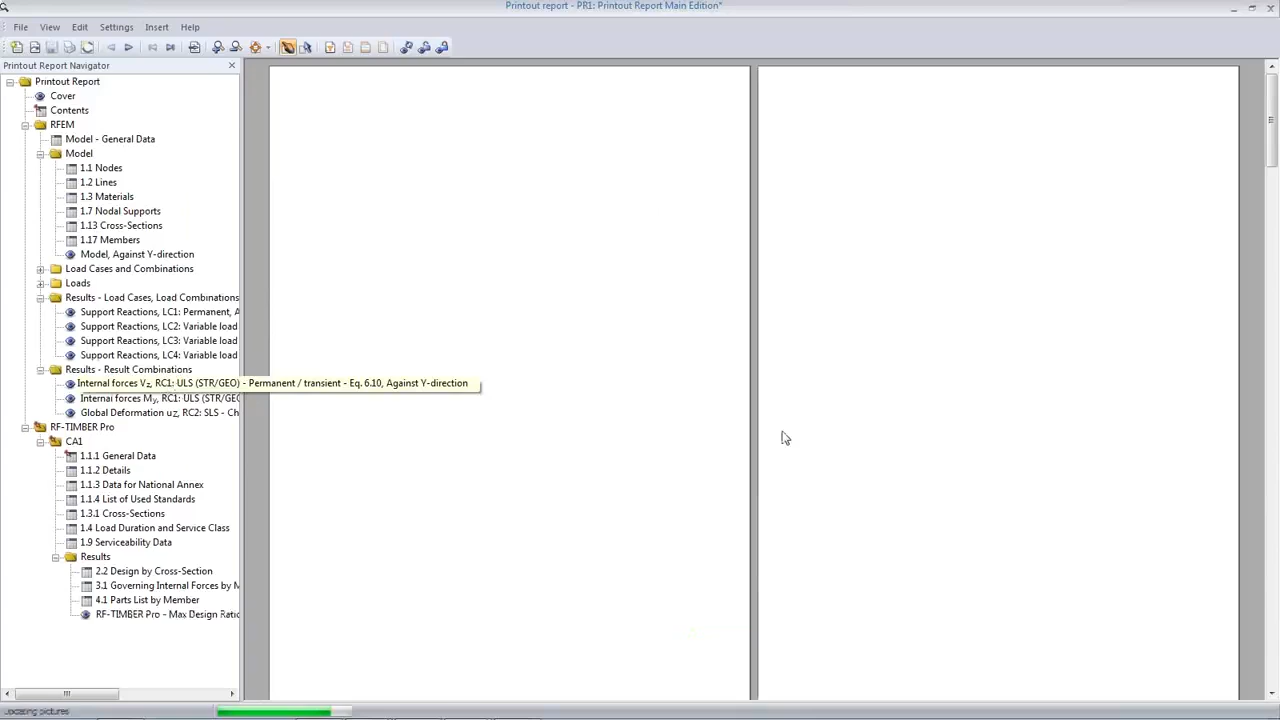 Printout report - PR1: Printout Report Main Edition*
File View Edit Settings Insert Help
Printout Report Navigator
Printout Report
Cover
Contents
RFEM
Model - General Data
Model
1.1 Nodes
1.2 Lines
1.3 Materials
1.7 Nodal Supports
1.13 Cross-Sections
1.17 Members
Model, Against Y-direction
Load Cases and Combinations
Loads
Results - Load Cases, Load Combinations
Support Reactions, LC1: Permanent, A
Support Reactions, LC2: Variable load
Support Reactions, LC3: Variable load
Support Reactions, LC4: Variable load
Results - Result Combinations
Internal forces Vz, RC1: ULS (STR/GEO) - Permanent / transient - Eq. 6.10, Against Y-direction
Internal forces My, RC1: ULS (STR/GEO
Global Deformation uz, RC2: SLS - Ch
RF-TIMBER Pro
CA1
1.1.1 General Data
1.1.2 Details
1.1.3 Data for National Annex
1.1.4 List of Used Standards
1.3.1 Cross-Sections
1.4 Load Duration and Service Class
1.9 Serviceability Data
Results
2.2 Design by Cross-Section
3.1 Governing Internal Forces by M
4.1 Parts List by Member
RF-TIMBER Pro - Max Design Ratio
Updating pictures